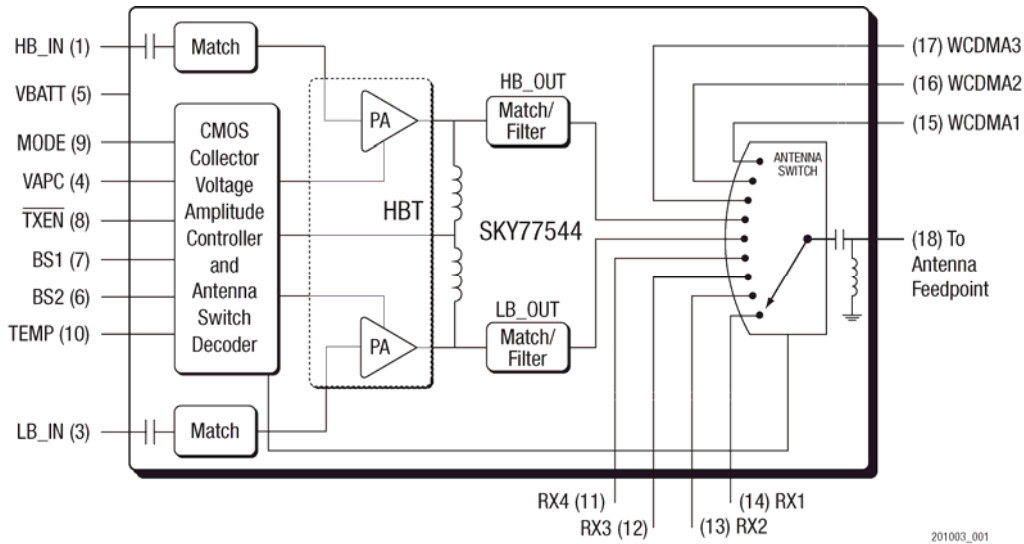 HB_IN (1)
VBATT (5)
MODE (9)
VAPC (4)
TXEN (8)
BS1 (7)
BS2 (6)
TEMP (10)
LB_IN (3)
Match
CMOS
Collector
Voltage
Amplitude
Controller
and
Antenna
Switch
Decoder
Match
PA
HBT
PA
HB_OUT
Match/
Filter
SKY77544
LB_OUT
Match/
Filter
ANTENNA
SWITCH
(17) WCDMA3
(16) WCDMA2
(15) WCDMA1
(18) To
Antenna
Feedpoint
RX4 (11)
RX3 (12)
(14) RX1
(13) RX2
201003_001